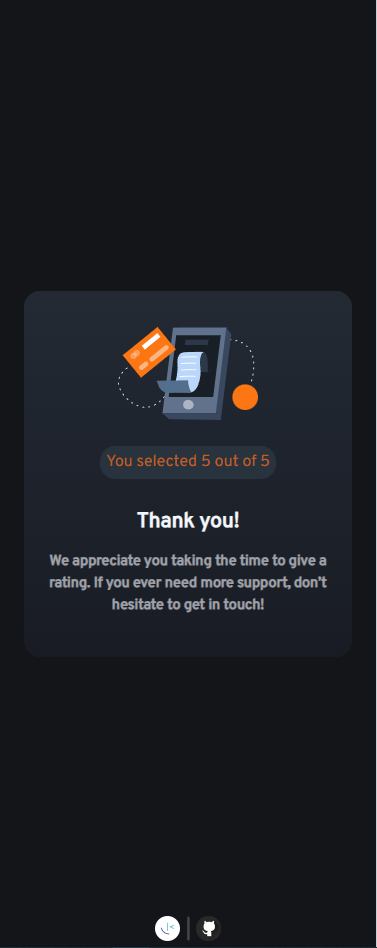 You selected 5 out of 5
Thank you!
We appreciate you taking the time to give a
rating. If you ever need more support, don't
hesitate to get in touch!